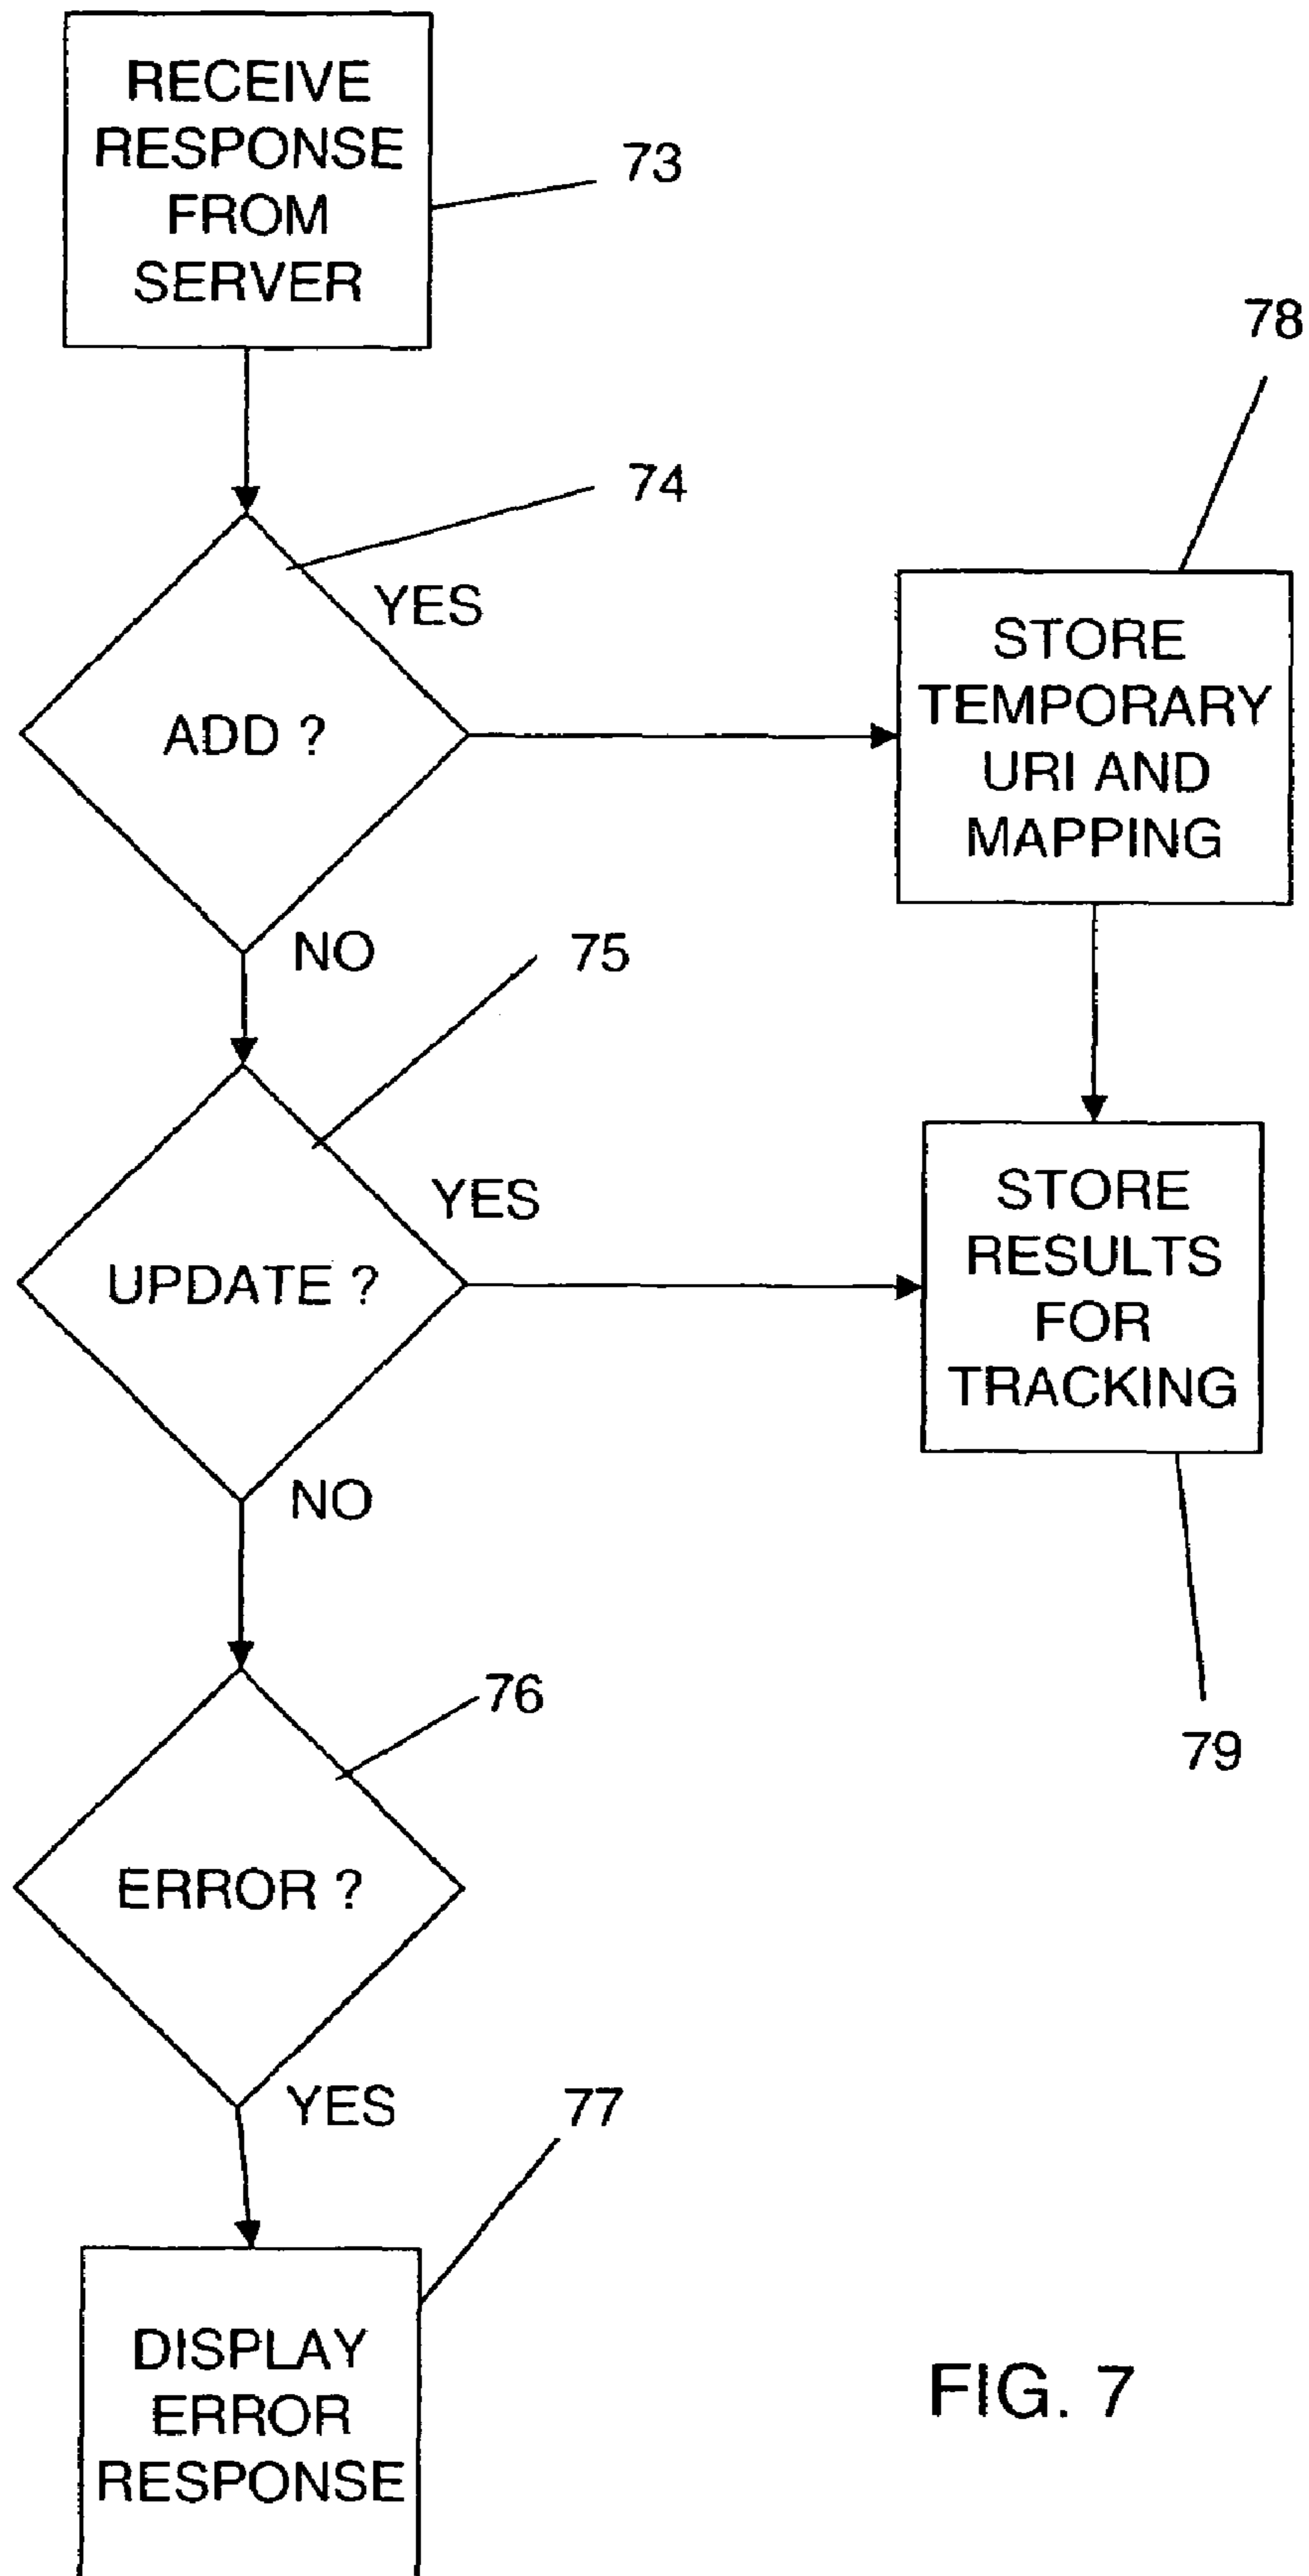 RECEIVE
RESPONSE
FROM
SERVER
73
78
74
YES
ADD ?
STORE
TEMPORARY
URI AND
MAPPING
NO
75
YES
UPDATE ?
STORE
RESULTS
FOR
TRACKING
NO
76
79
ERROR ?
YES
77
DISPLAY
ERROR
RESPONSE
FIG. 7